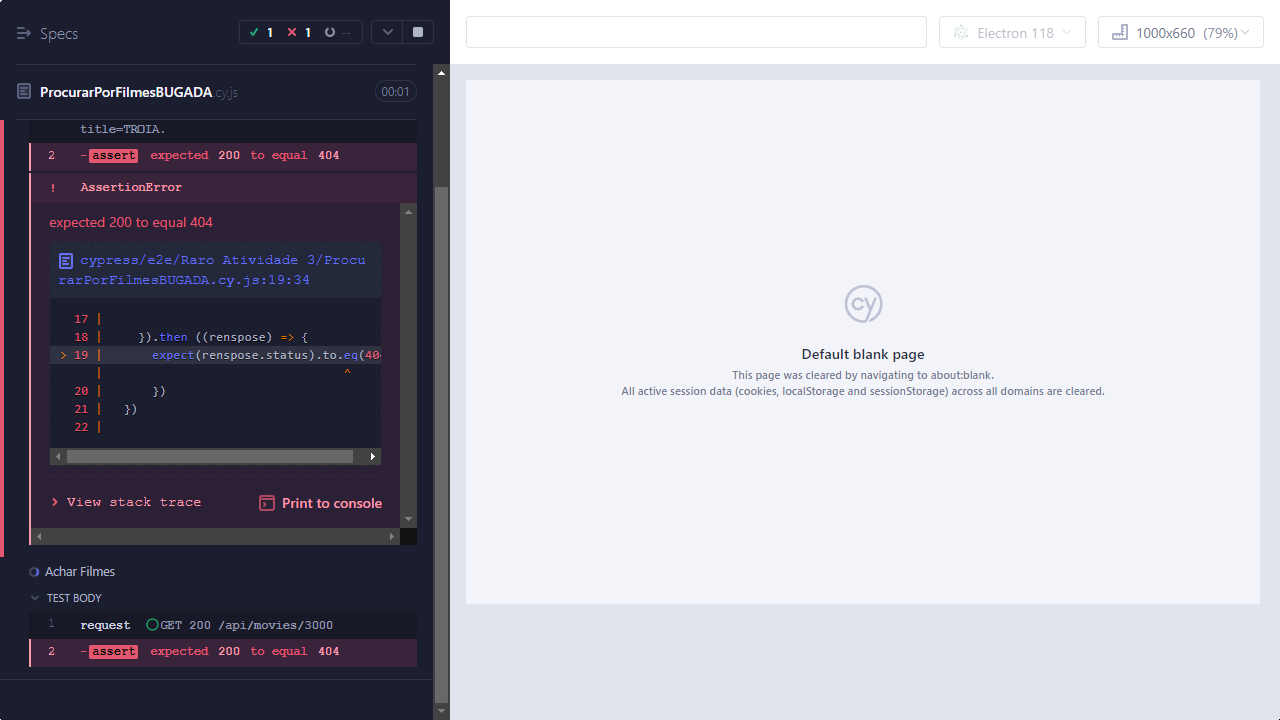 Specs
1 1 --
Electron 118
1000x660 (79%)
ProcurarPorFilmesBUGADA cy.js
00:01
title=TROIA.
2 -assert expected 200 to equal 404
! AssertionError
expected 200 to equal 404
cypress/e2e/Raro Atividade 3/Procu
rarPorFilmesBUGADA.cy.js:19:34
17 |
18 | }).then ((renspose) => {
> 19 | expect(renspose.status).to.eq(404
| ^
20 | })
21 | })
22 |
> View stack trace
Print to console
Achar Filmes
TEST BODY
1 request GET 200 /api/movies/3000
2 -assert expected 200 to equal 404
cy
Default blank page
This page was cleared by navigating to about:blank.
All active session data (cookies, localStorage and sessionStorage) across all domains are cleared.